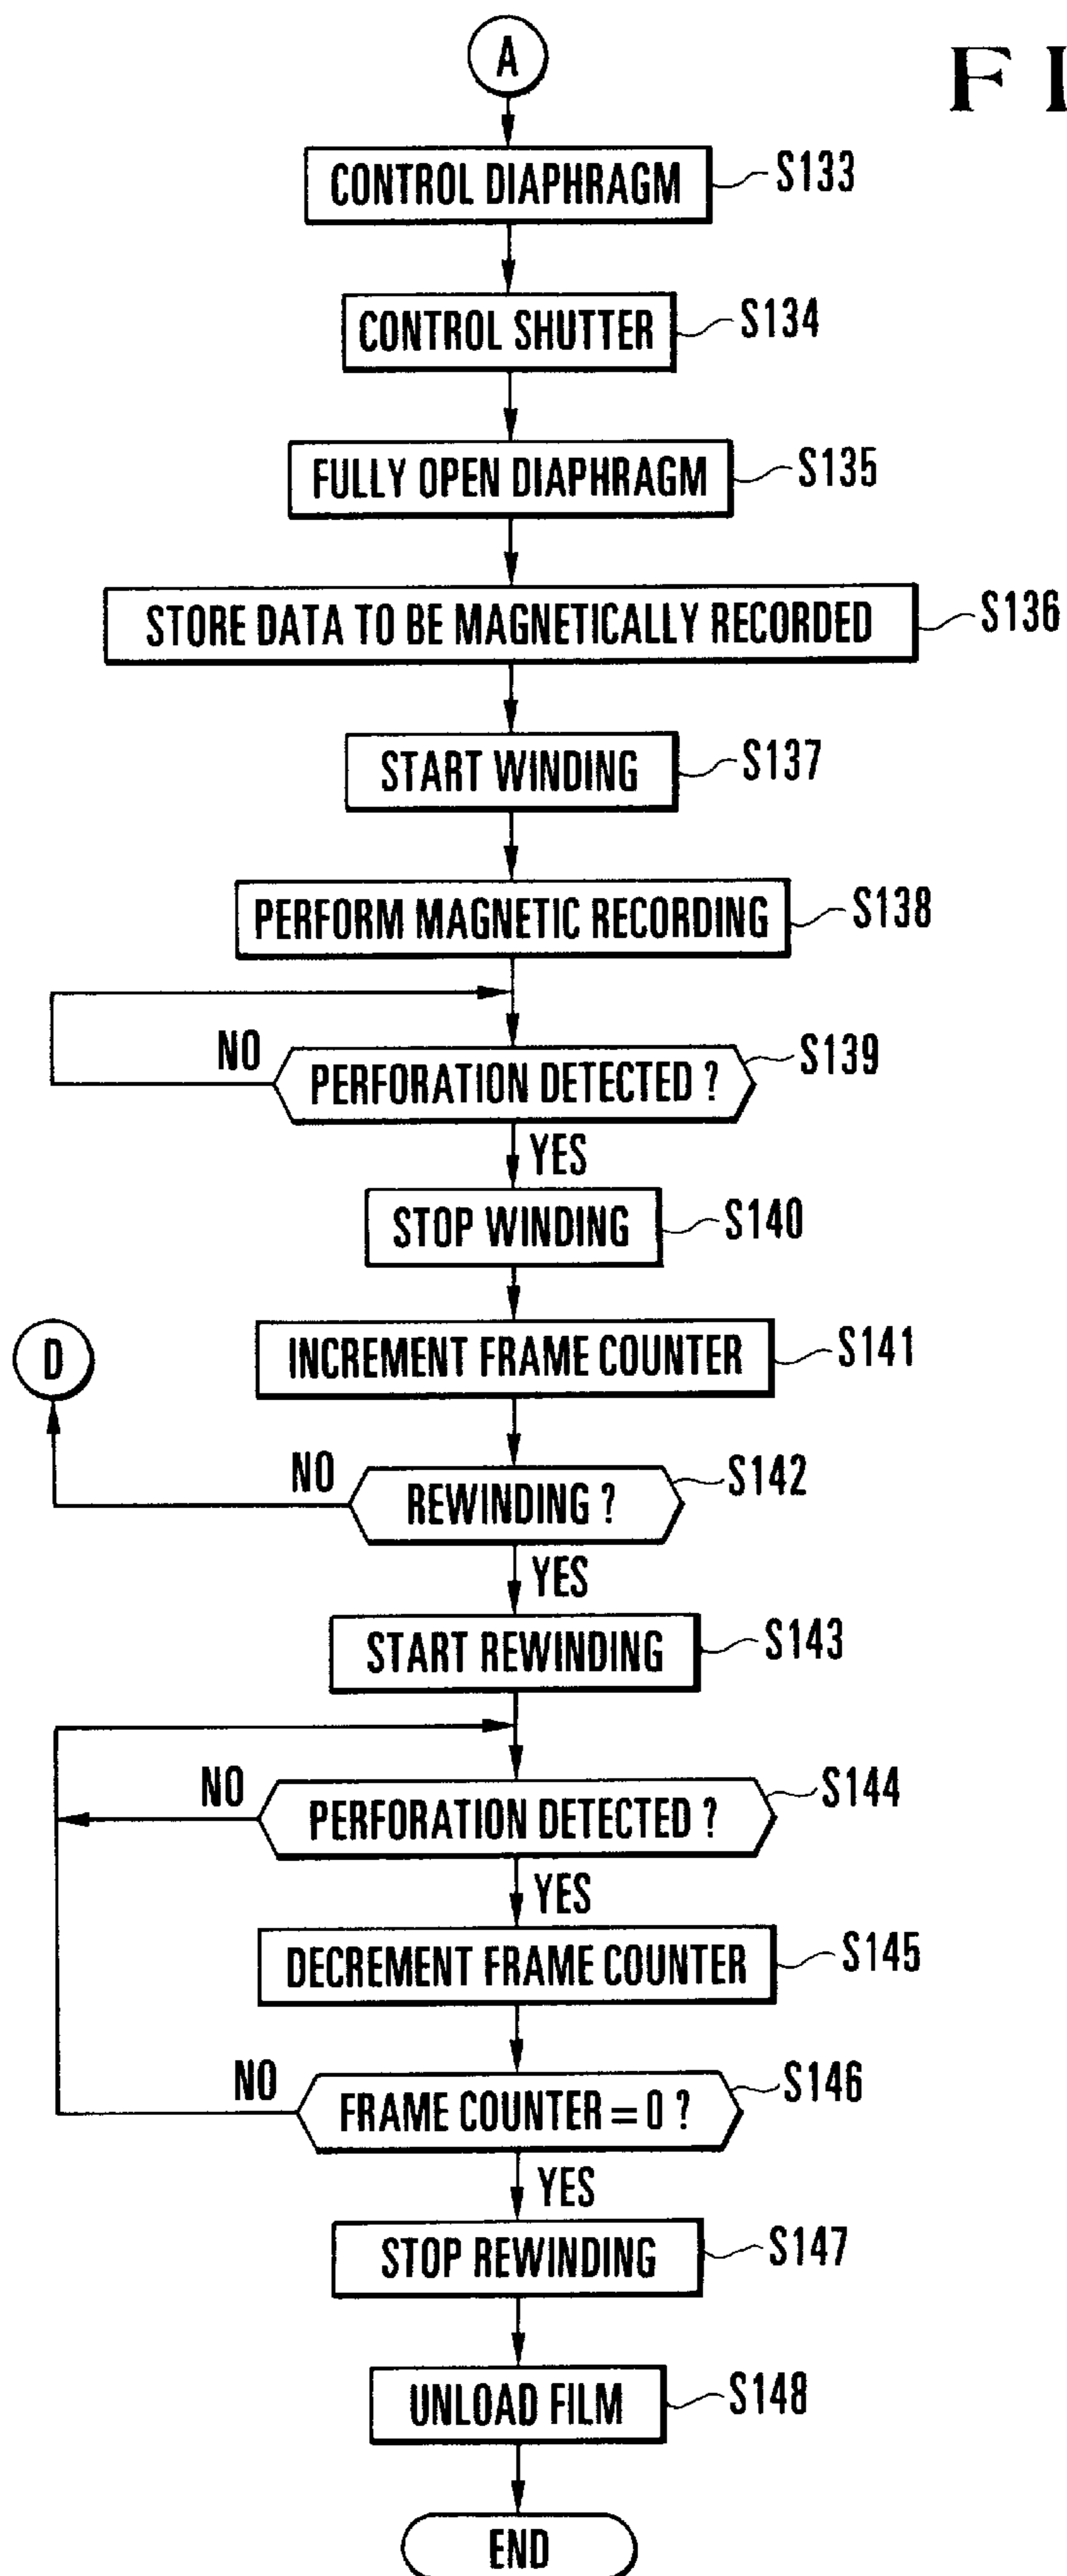 A
F I
CONTROL DIAPHRAGM S133
CONTROL SHUTTER S134
FULLY OPEN DIAPHRAGM S135
STORE DATA TO BE MAGNETICALLY RECORDED S136
START WINDING S137
PERFORM MAGNETIC RECORDING S138
NO PERFORATION DETECTED ? S139
YES
STOP WINDING S140
D INCREMENT FRAME COUNTER S141
NO REWINDING ? S142
YES
START REWINDING S143
NO PERFORATION DETECTED ? S144
YES
DECREMENT FRAME COUNTER S145
NO FRAME COUNTER = 0 ? S146
YES
STOP REWINDING S147
UNLOAD FILM S148
END